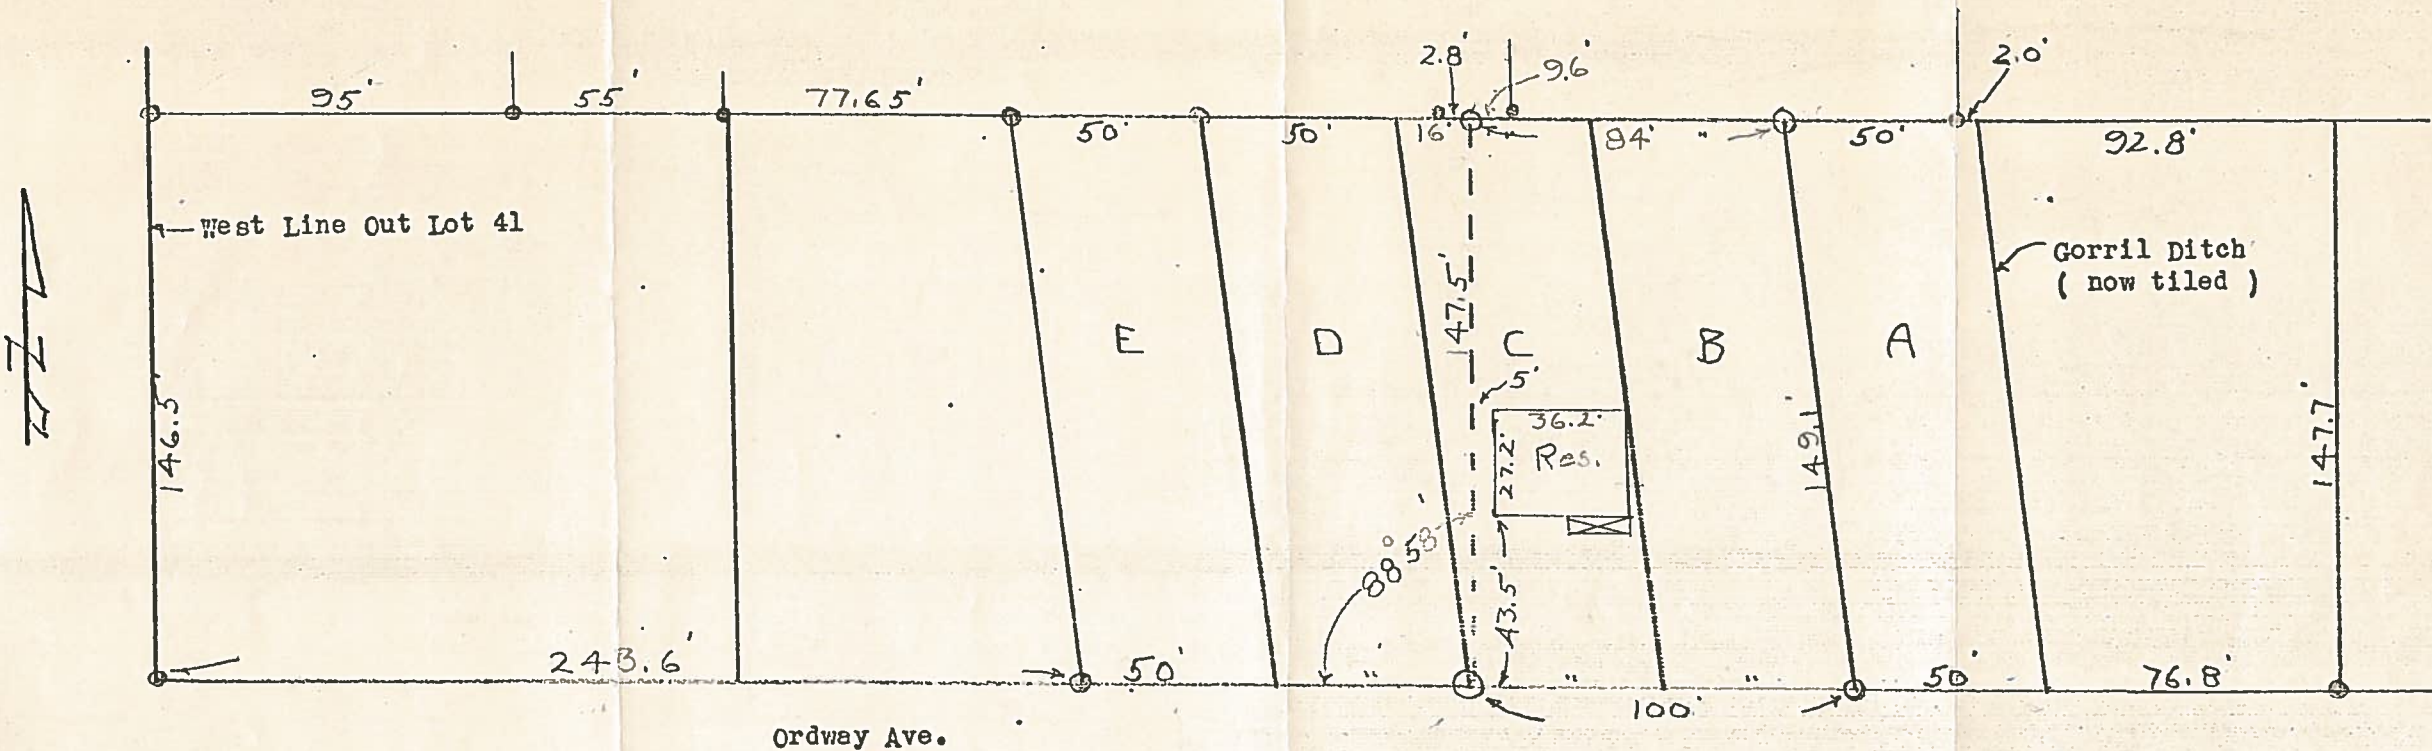 2.8'
9.6'
2.0'
95'
55'
77.65'
50'
50'
16'
84'
"
50'
92.8'
West Line Out Lot 41
Gorril Ditch
( now tiled )
N
147.5'
E
D
C
B
A
5'
146.5'
36.2'
27.2'
Res.
149.1'
147.7'
88°58'
43.5'
243.6'
50'
"
"
"
50'
76.8'
100'
Ordway Ave.